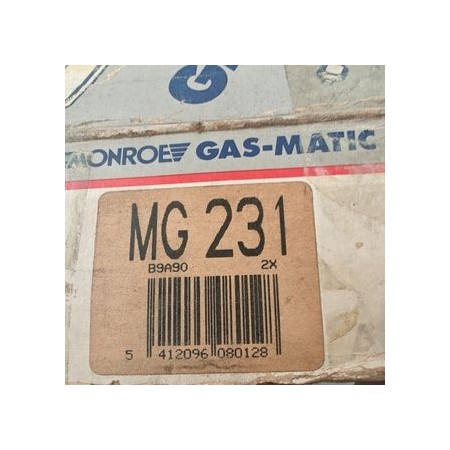 MONROE GAS-MATIC
MG 231
B9A90 2X
5 412096 080128